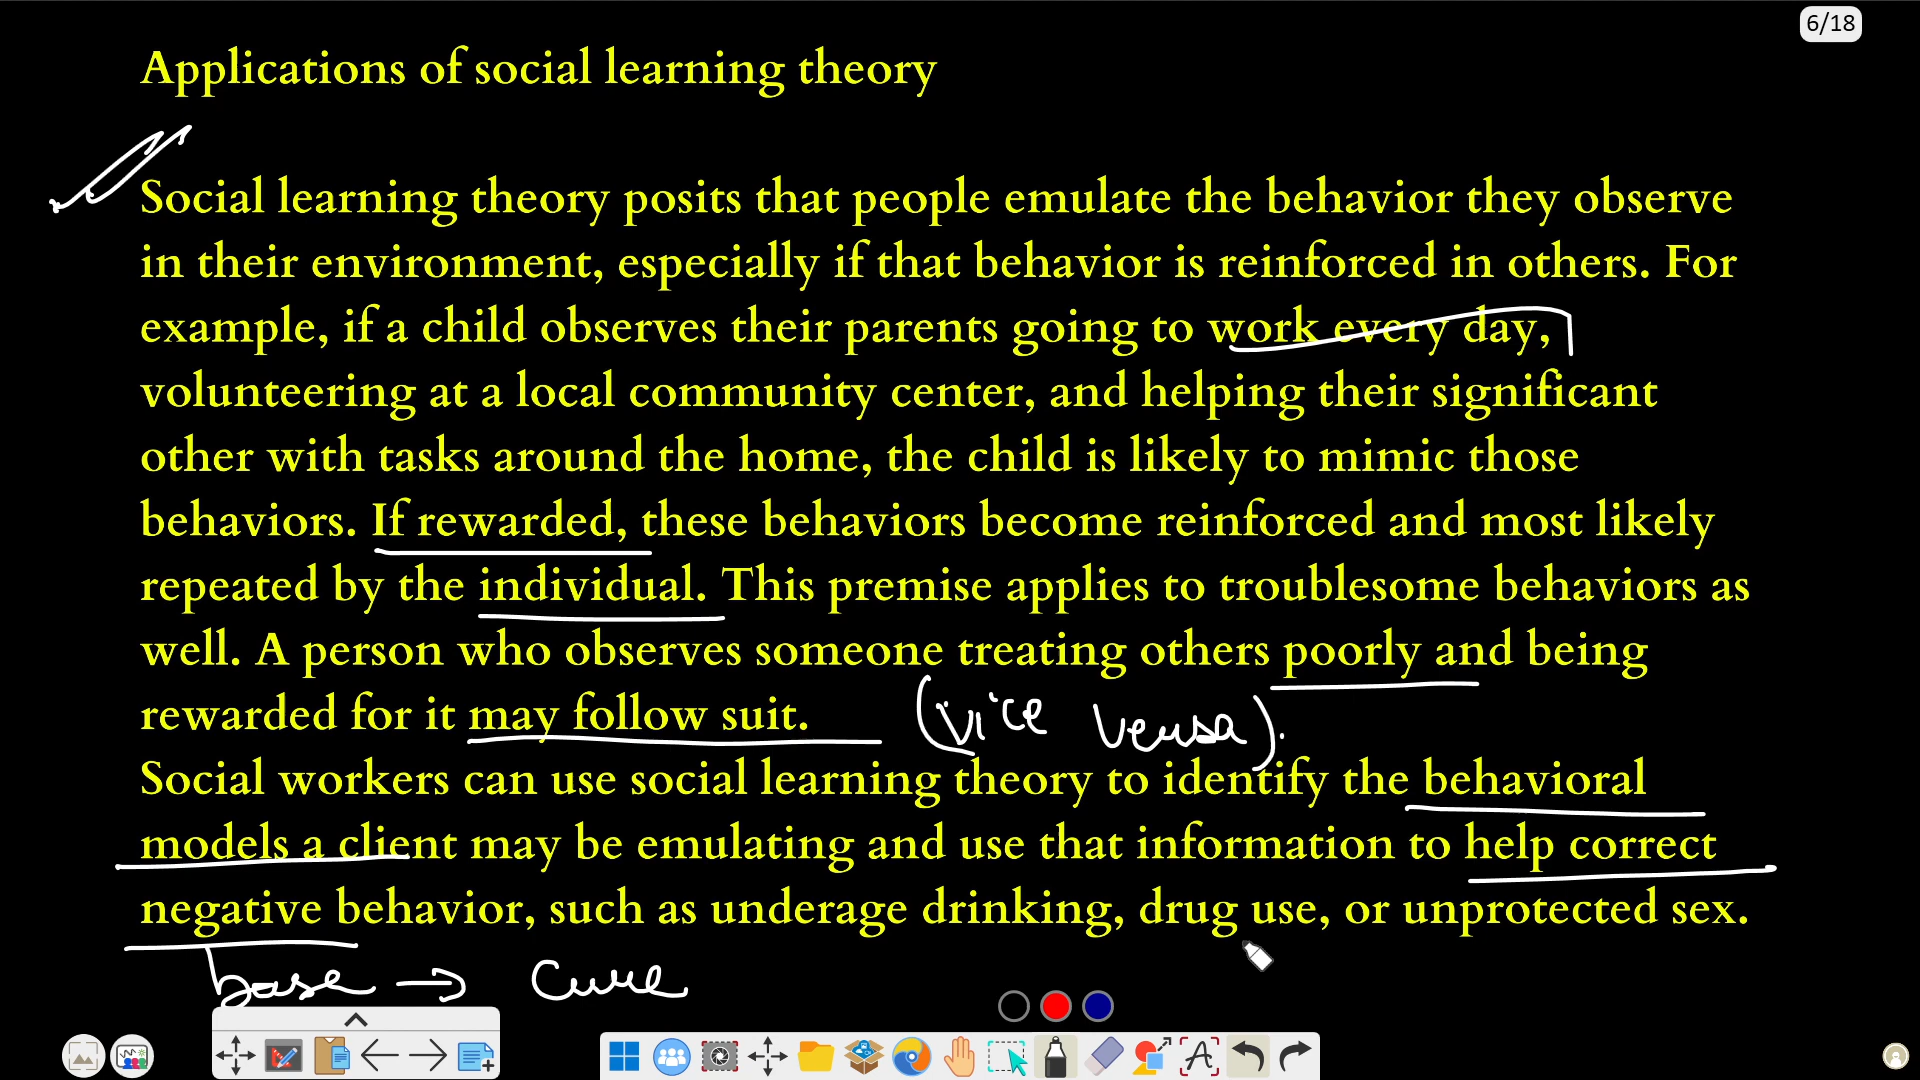 6/18
Applications of social learning theory
Social learning theory posits that people emulate the behavior they observe
in their environment, especially if that behavior is reinforced in others. For
example, if a child observes their parents going to work every day,
volunteering at a local community center, and helping their significant
other with tasks around the home, the child is likely to mimic those
behaviors. If rewarded, these behaviors become reinforced and most likely
repeated by the individual. This premise applies to troublesome behaviors as
well. A person who observes someone treating others poorly and being
rewarded for it may follow suit. (vice versa).
Social workers can use social learning theory to identify the behavioral
models a client may be emulating and use that information to help correct
negative behavior, such as underage drinking, drug use, or unprotected sex.
base → Cure